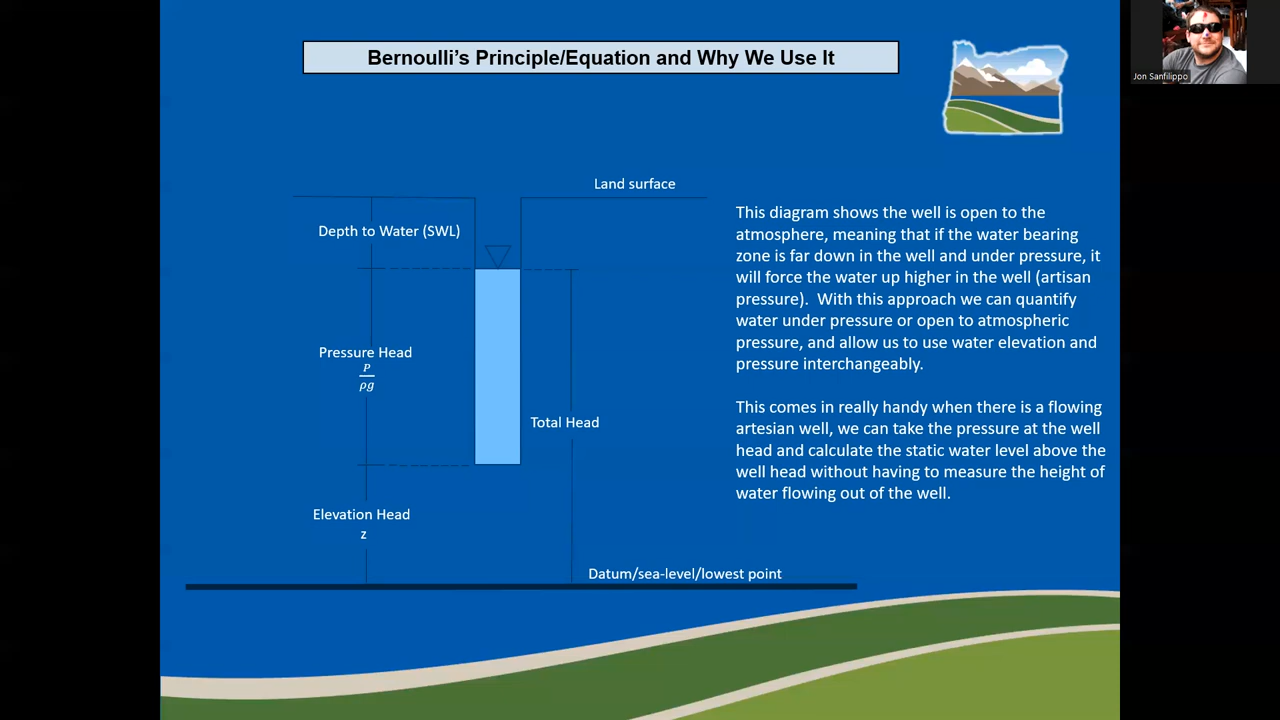 Bernoulli’s Principle/Equation and Why We Use It
Jon Sanfilippo
Land surface
Depth to Water (SWL)
Pressure Head
P
ρg
Total Head
Elevation Head
z
Datum/sea-level/lowest point
This diagram shows the well is open to the
atmosphere, meaning that if the water bearing
zone is far down in the well and under pressure, it
will force the water up higher in the well (artisan
pressure).  With this approach we can quantify
water under pressure or open to atmospheric
pressure, and allow us to use water elevation and
pressure interchangeably.
This comes in really handy when there is a flowing
artesian well, we can take the pressure at the well
head and calculate the static water level above the
well head without having to measure the height of
water flowing out of the well.